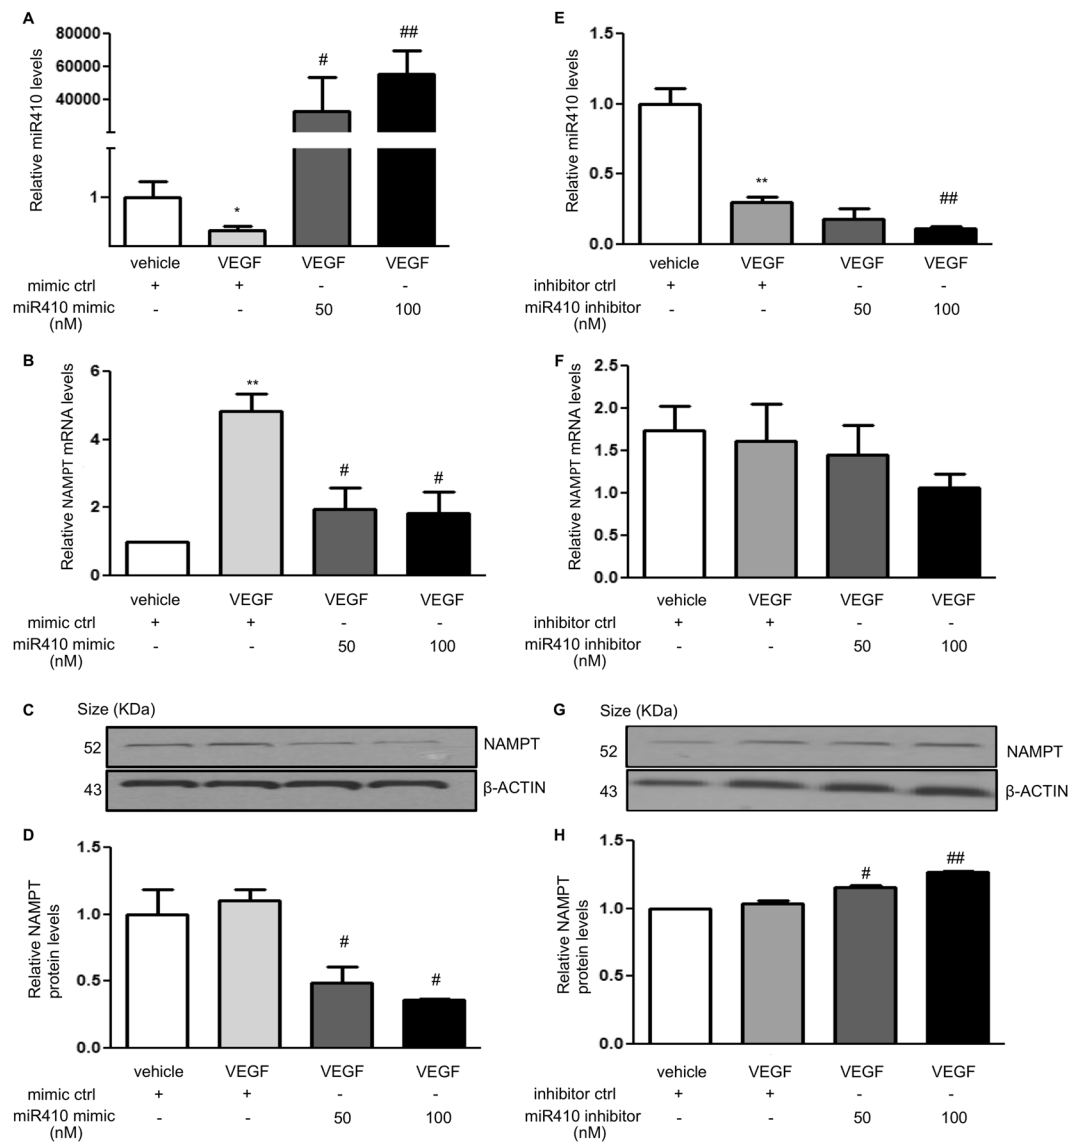 A
Relative miR410 levels
80000
60000
40000
1
*
#
##
vehicle VEGF VEGF VEGF
mimic ctrl + + - -
miR410 mimic - - 50 100
(nM)
B
Relative NAMPT mRNA levels
6
4
2
0
**
#
#
vehicle VEGF VEGF VEGF
mimic ctrl + + - -
miR410 mimic - - 50 100
(nM)
C
Size (KDa)
52 NAMPT
43 β-ACTIN
D
Relative NAMPT
protein levels
1.5
1.0
0.5
0.0
#
#
vehicle VEGF VEGF VEGF
mimic ctrl + + - -
miR410 mimic - - 50 100
(nM)
E
Relative miR410 levels
1.5
1.0
0.5
0.0
**
##
vehicle VEGF VEGF VEGF
inhibitor ctrl + + - -
miR410 inhibitor - - 50 100
(nM)
F
Relative NAMPT mRNA levels
2.5
2.0
1.5
1.0
0.5
0.0
vehicle VEGF VEGF VEGF
inhibitor ctrl + + - -
miR410 inhibitor - - 50 100
(nM)
G
Size (KDa)
52 NAMPT
43 β-ACTIN
H
Relative NAMPT
protein levels
1.5
1.0
0.5
0.0
#
##
vehicle VEGF VEGF VEGF
inhibitor ctrl + + - -
miR410 inhibitor - - 50 100
(nM)